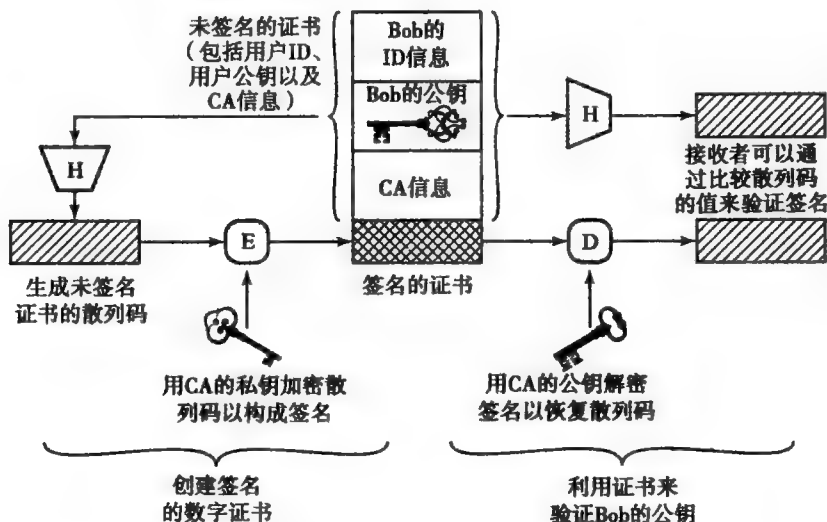 未签名的证书
（包括用户ID、
用户公钥以及
CA信息）
Bob的
ID信息
Bob的公钥
CA信息
H
H
接收者可以通
过比较散列码
的值来验证签名
E
D
生成未签名
证书的散列码
签名的证书
用CA的私钥加密散
列码以构成签名
用CA的公钥解密
签名以恢复散列码
创建签名
的数字证书
利用证书来
验证Bob的公钥